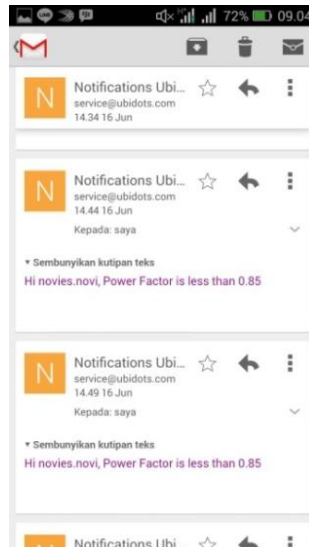 72% 09.04
N
Notifications Ubi...
service@ubidots.com
14.34 16 Jun
N
Notifications Ubi...
service@ubidots.com
14.44 16 Jun
Kepada: saya
Sembunyikan kutipan teks
Hi novies.novi, Power Factor is less than 0.85
N
Notifications Ubi...
service@ubidots.com
14.49 16 Jun
Kepada: saya
Sembunyikan kutipan teks
Hi novies.novi, Power Factor is less than 0.85
Notifications Ubi...